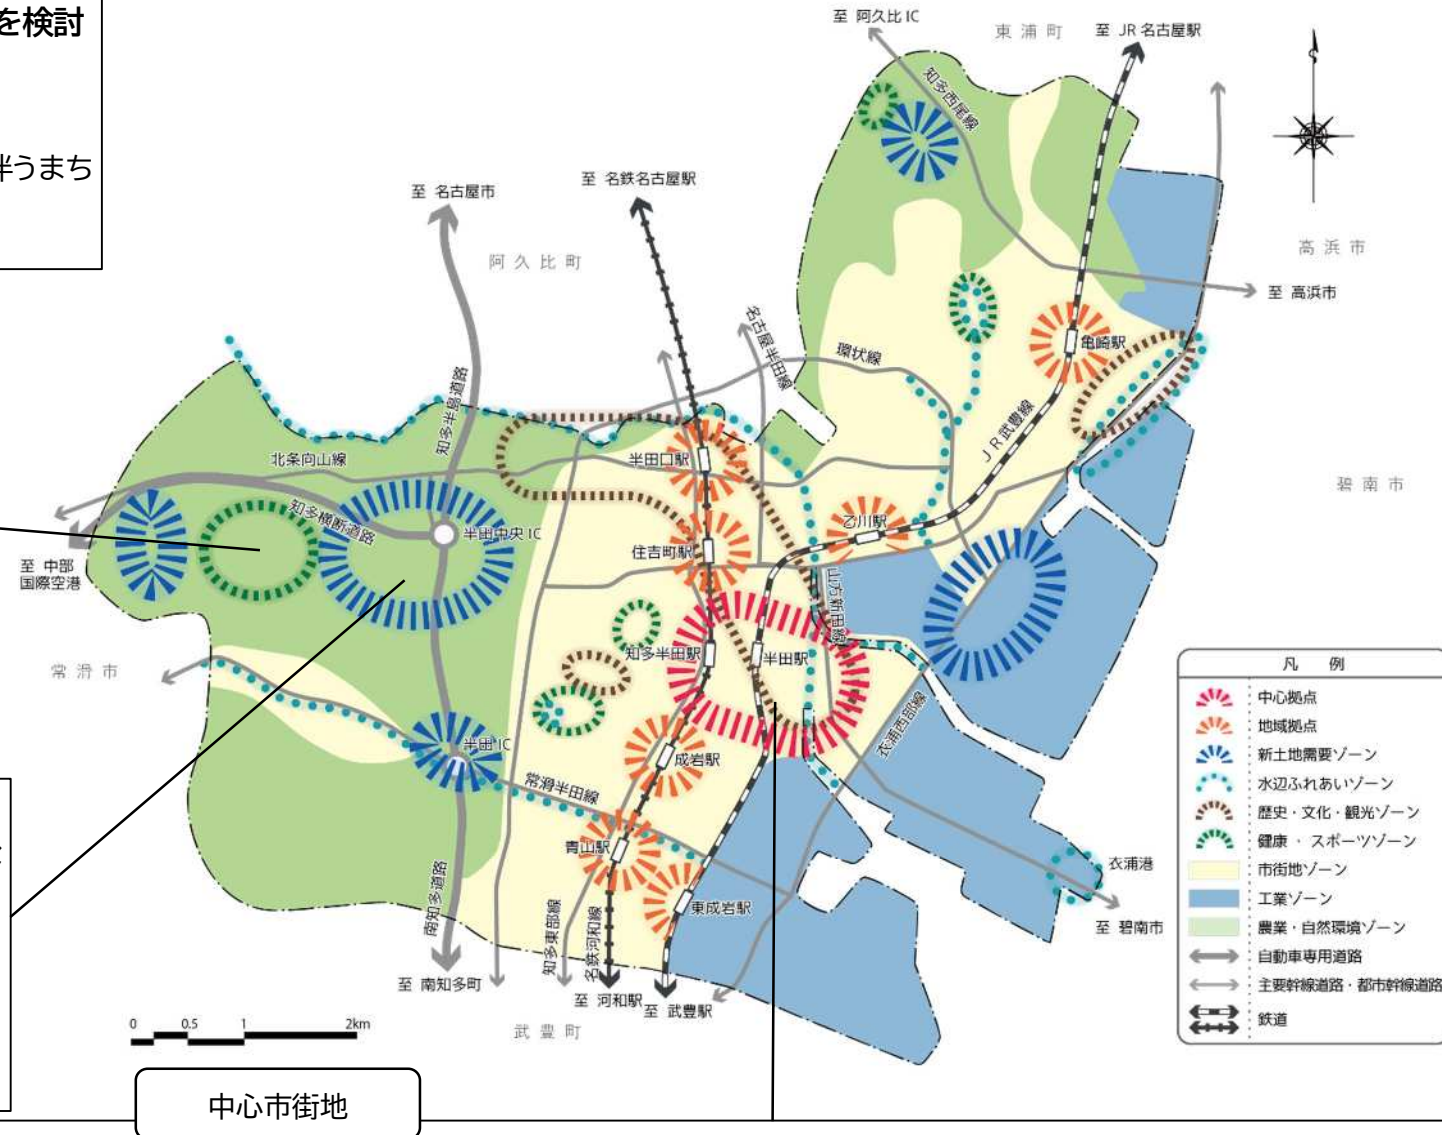 を検討
伴うまち
至 阿久比 IC
東 浦 町
至 JR 名古屋駅
知多西尾線
至 名古屋市
至 名鉄名古屋駅
阿 久 比 町
高 浜 市
至 高浜市
名古屋半田線
環状線
亀崎駅
知多半島道路
JR武豊線
北条向山線
半田口駅
碧 南 市
知多横断道路
半田中央 IC
乙川駅
住吉町駅
至 中部
国際空港
山方新田線
常 滑 市
知多半田駅
半田駅
衣浦西部線
半田 IC
成岩駅
常滑半田線
青山駅
東成岩駅
衣浦港
至 碧南市
南知多道路
知多東部線
名鉄河和線
至 南知多町
至 河和駅
至 武豊駅
武 豊 町
0 0.5 1 2km
凡 例
中心拠点
地域拠点
新土地需要ゾーン
水辺ふれあいゾーン
歴史・文化・観光ゾーン
健康 ・ スポーツゾーン
市街地ゾーン
工業ゾーン
農業・自然環境ゾーン
自動車専用道路
主要幹線道路・都市幹線道路
鉄道
中心市街地